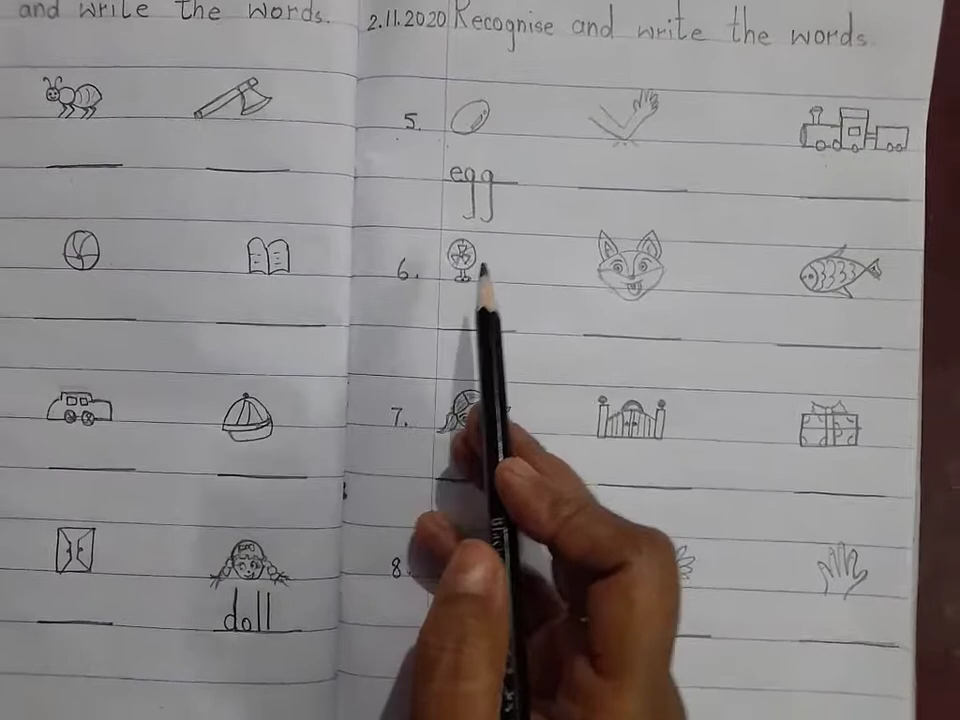 and write the words.
2.11.2020 Recognise and write the words.
5.
egg
6.
7.
8.
doll